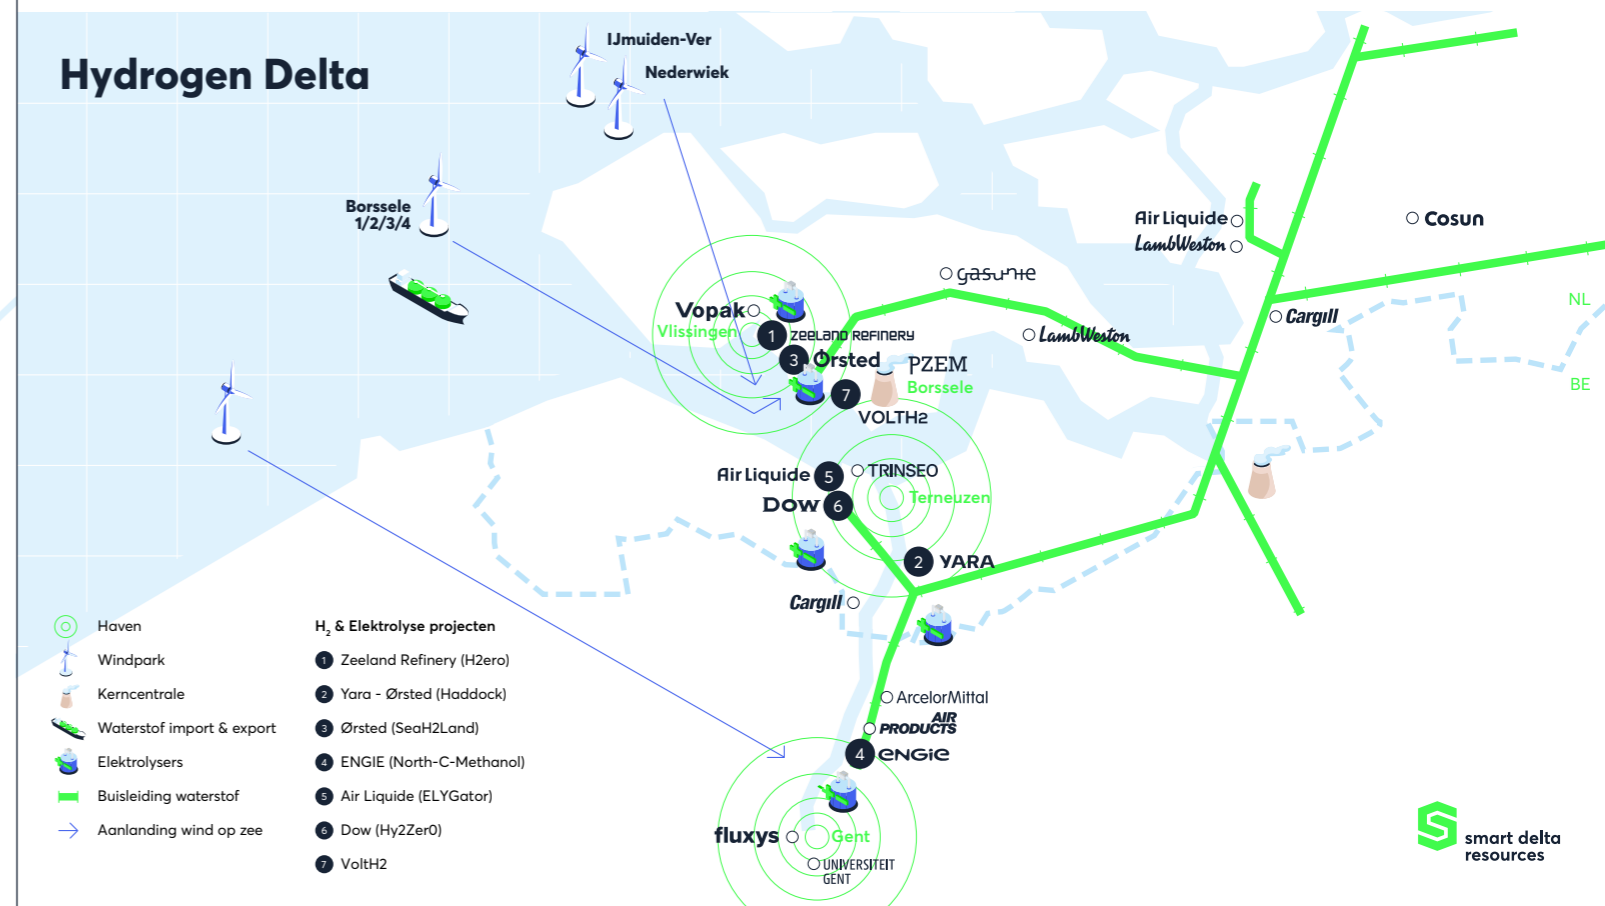 Hydrogen Delta
IJmuiden-Ver
Nederwiek
Borssele
1/2/3/4
Air Liquide
LambWeston
Cosun
gasunie
Vopak
Vlissingen
1 ZEELAND REFINERY
3 Ørsted
LambWeston
Cargill
NL
BE
PZEM
Borssele
7
VOLTH2
Air Liquide 5
TRINSEO
DOW 6
Terneuzen
2 YARA
Cargill
ArcelorMittal
AIR
PRODUCTS
4 ENGIE
fluxys
Gent
UNIVERSITEIT
GENT
Haven
Windpark
Kerncentrale
Waterstof import & export
Elektrolysers
Buisleiding waterstof
Aanlanding wind op zee
H2 & Elektrolyse projecten
1 Zeeland Refinery (H2ero)
2 Yara - Ørsted (Haddock)
3 Ørsted (SeaH2Land)
4 ENGIE (North-C-Methanol)
5 Air Liquide (ELYGator)
6 Dow (Hy2Zer0)
7 VoltH2
smart delta
resources